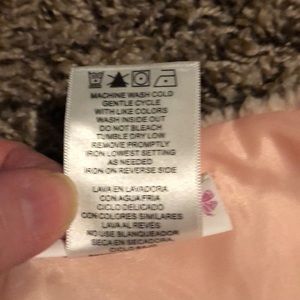 MACHINE WASH COLD
GENTLE CYCLE
WITH LIKE COLORS
WASH INSIDE OUT
DO NOT BLEACH
TUMBLE DRY LOW
REMOVE PROMPTLY
IRON LOWEST SETTING
AS NEEDED
IRON ON REVERSE SIDE
LAVA EN LAVADORA
CON AGUA FRIA
CICLO DELICADO
CON COLORES SIMILARES
LAVA AL REVES
NO USE BLANQUEADOR
SECA EN SECADORA